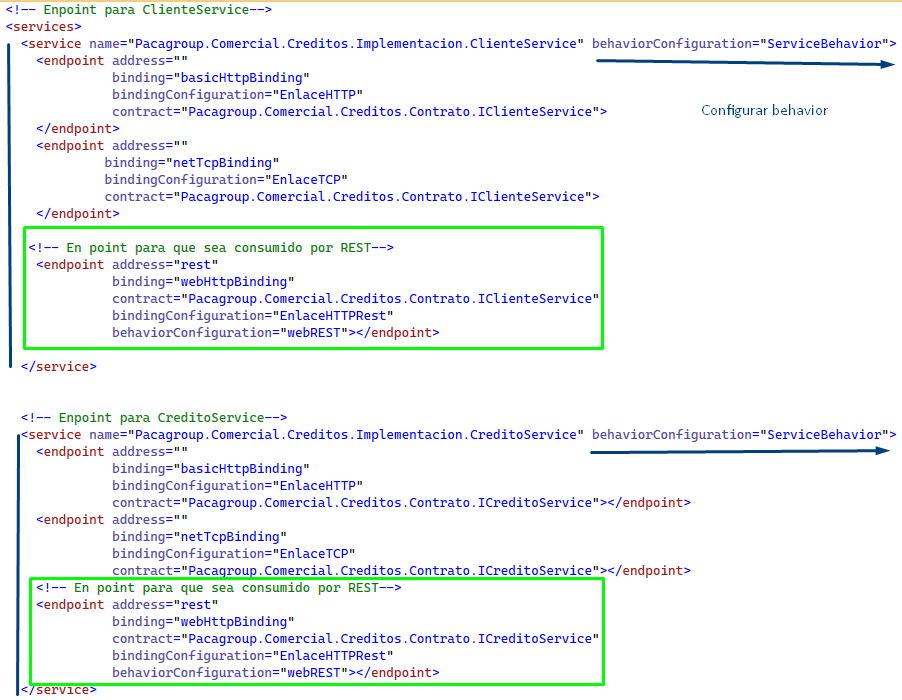 <!-- Enpoint para ClienteService-->
<services>
<service name="Pacagroup.Comercial.Creditos.Implementacion.ClienteService" behaviorConfiguration="ServiceBehavior">
<endpoint address=""
binding="basicHttpBinding"
bindingConfiguration="EnlaceHTTP"
contract="Pacagroup.Comercial.Creditos.Contrato.IClienteService">
</endpoint>
Configurar behavior
<endpoint address=""
binding="netTcpBinding"
bindingConfiguration="EnlaceTCP"
contract="Pacagroup.Comercial.Creditos.Contrato.IClienteService">
</endpoint>
<!-- En point para que sea consumido por REST-->
<endpoint address="rest"
binding="webHttpBinding"
contract="Pacagroup.Comercial.Creditos.Contrato.IClienteService"
bindingConfiguration="EnlaceHTTPRest"
behaviorConfiguration="webREST"></endpoint>
</service>
<!-- Enpoint para CreditoService-->
<service name="Pacagroup.Comercial.Creditos.Implementacion.CreditoService" behaviorConfiguration="ServiceBehavior">
<endpoint address=""
binding="basicHttpBinding"
bindingConfiguration="EnlaceHTTP"
contract="Pacagroup.Comercial.Creditos.Contrato.ICreditoService"></endpoint>
<endpoint address=""
binding="netTcpBinding"
bindingConfiguration="EnlaceTCP"
contract="Pacagroup.Comercial.Creditos.Contrato.ICreditoService"></endpoint>
<!-- En point para que sea consumido por REST-->
<endpoint address="rest"
binding="webHttpBinding"
contract="Pacagroup.Comercial.Creditos.Contrato.ICreditoService"
bindingConfiguration="EnlaceHTTPRest"
behaviorConfiguration="webREST"></endpoint>
</service>